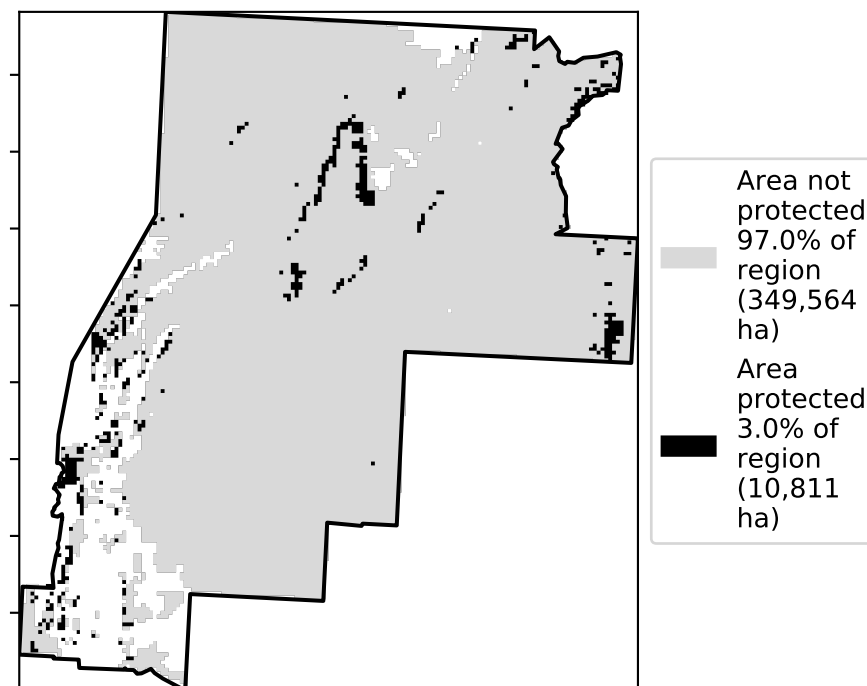 Area not
protected
97.0% of
region
(349,564
ha)
Area
protected
3.0% of
region
(10,811
ha)